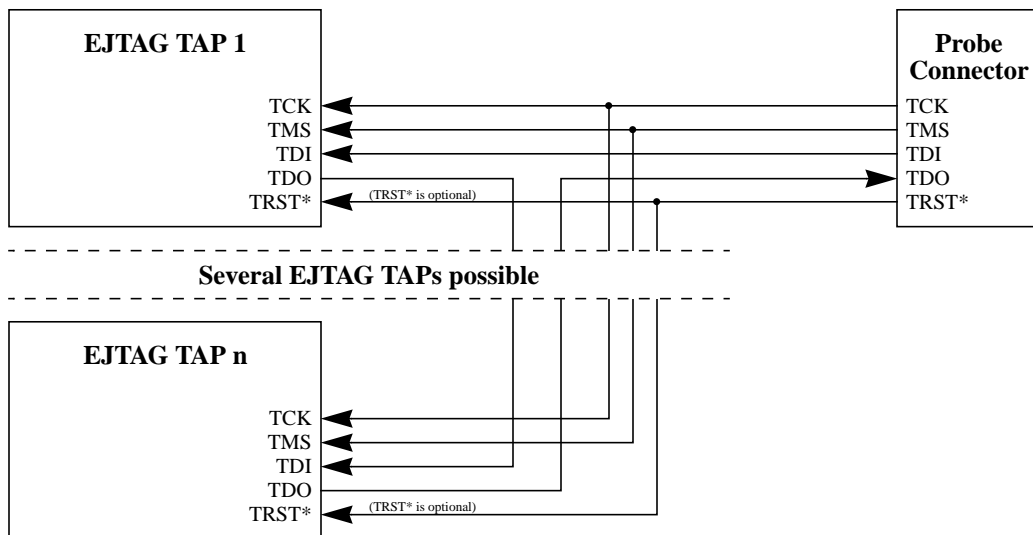 EJTAG TAP 1
TCK
TMS
TDI
TDO
TRST*
(TRST* is optional)
Probe
Connector
TCK
TMS
TDI
TDO
TRST*
Several EJTAG TAPs possible
EJTAG TAP n
TCK
TMS
TDI
TDO
TRST*
(TRST* is optional)